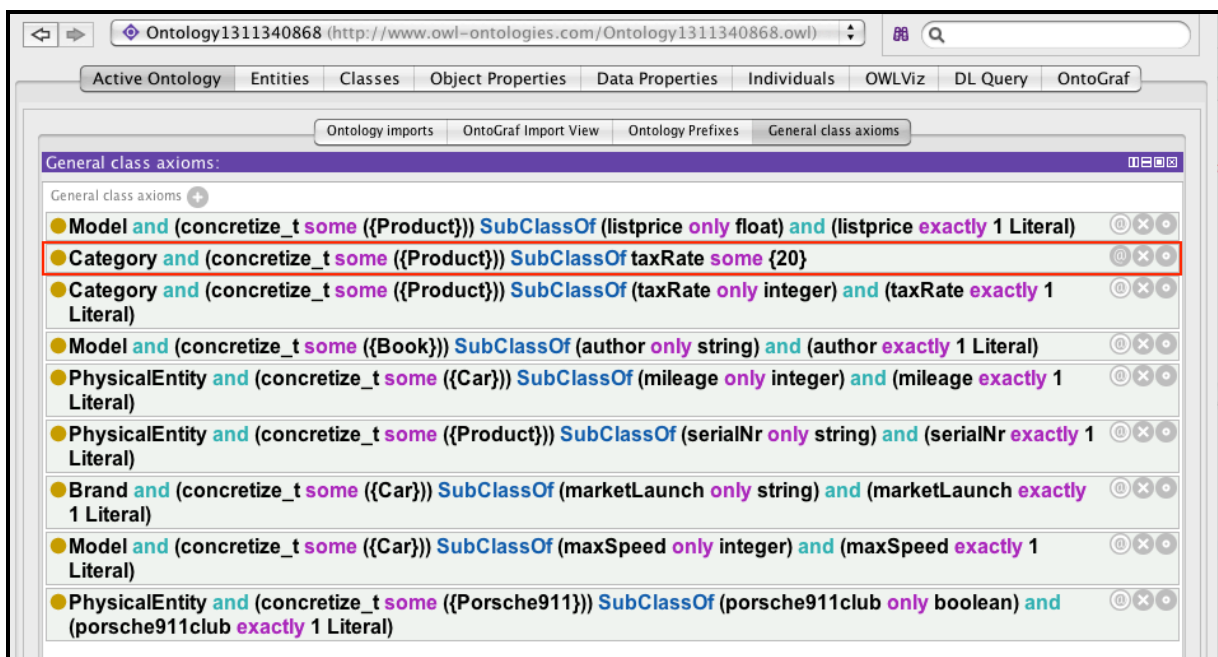 Ontology1311340868 (http://www.owl-ontologies.com/Ontology1311340868.owl)
Active Ontology Entities Classes Object Properties Data Properties Individuals OWLViz DL Query OntoGraf
Ontology imports OntoGraf Import View Ontology Prefixes General class axioms
General class axioms:
General class axioms
Model and (concretize_t some ({Product})) SubClassOf (listprice only float) and (listprice exactly 1 Literal)
Category and (concretize_t some ({Product})) SubClassOf taxRate some {20}
Category and (concretize_t some ({Product})) SubClassOf (taxRate only integer) and (taxRate exactly 1
Literal)
Model and (concretize_t some ({Book})) SubClassOf (author only string) and (author exactly 1 Literal)
PhysicalEntity and (concretize_t some ({Car})) SubClassOf (mileage only integer) and (mileage exactly 1
Literal)
PhysicalEntity and (concretize_t some ({Product})) SubClassOf (serialNr only string) and (serialNr exactly 1
Literal)
Brand and (concretize_t some ({Car})) SubClassOf (marketLaunch only string) and (marketLaunch exactly
1 Literal)
Model and (concretize_t some ({Car})) SubClassOf (maxSpeed only integer) and (maxSpeed exactly 1
Literal)
PhysicalEntity and (concretize_t some ({Porsche911})) SubClassOf (porsche911club only boolean) and
(porsche911club exactly 1 Literal)